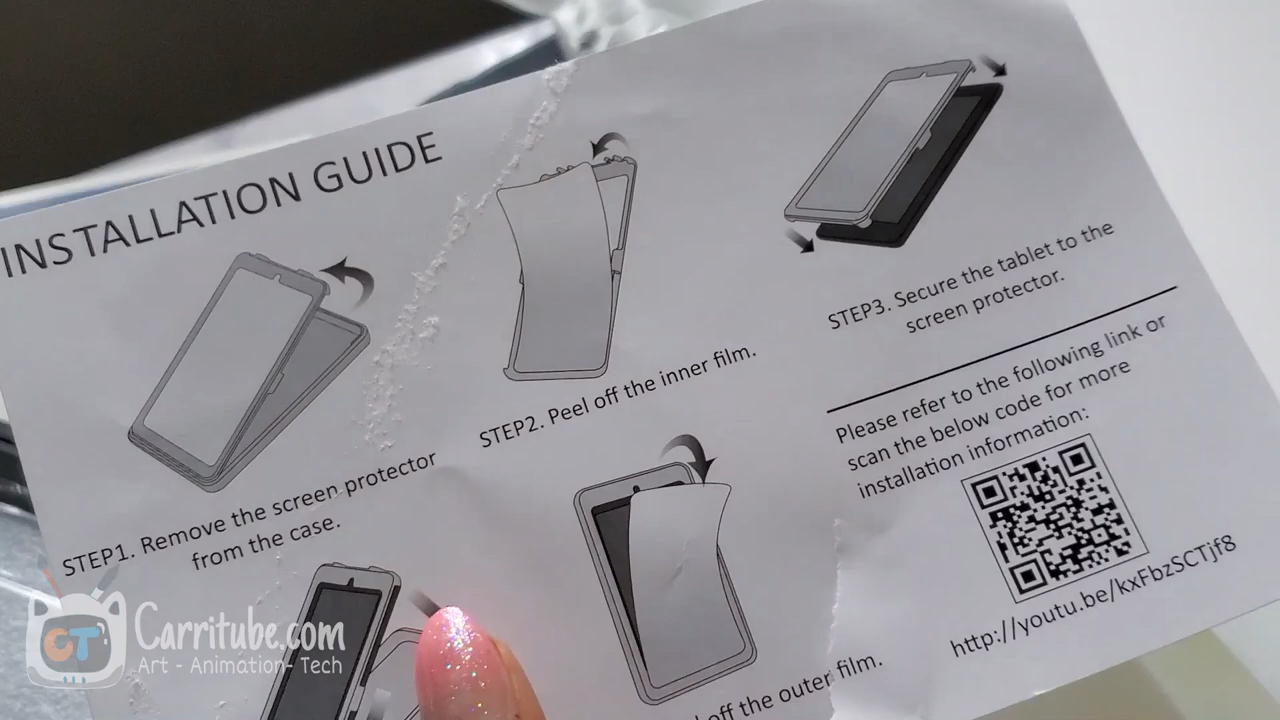 INSTALLATION GUIDE
STEP1. Remove the screen protector
from the case.
STEP2. Peel off the inner film.
STEP3. Secure the tablet to the
screen protector.
Please refer to the following link or
scan the below code for more
installation information:
http://youtu.be/kxFbzSCTjf8
off the outer film.
CT
Carritube.com
Art - Animation- Tech